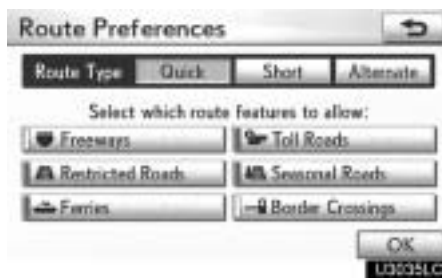 Route Preferences
Route Type Quick Short Alternate
Select which route features to allow:
Freeways Toll Roads
Restricted Roads Seasonal Roads
Ferries Border Crossings
OK
U3035LC